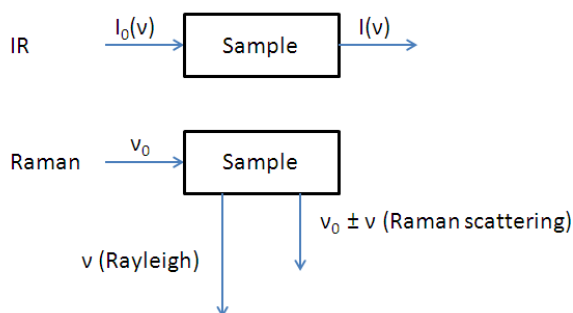 IR
I₀(ν)
Sample
I(ν)
Raman
ν₀
Sample
ν₀ ± ν (Raman scattering)
ν (Rayleigh)